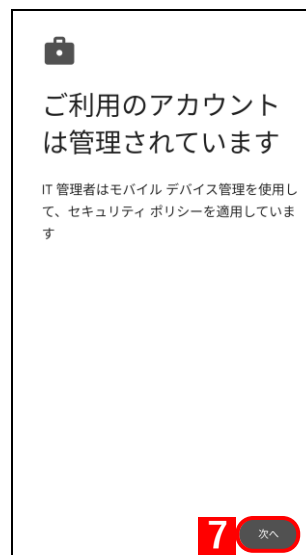 ご利用のアカウント
は管理されています
IT 管理者はモバイル デバイス管理を使用し
て、セキュリティ ポリシーを適用していま
す
7
次へ